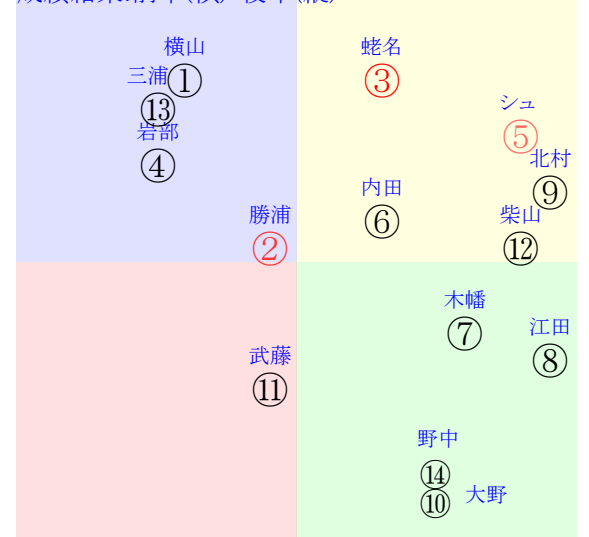 横山
①
蛯名
③
三浦
⑬
シュ
⑤
岩部
④
北村
⑨
内田
⑥
勝浦
②
柴山
⑫
木幡
⑦
江田
⑧
武藤
⑪
野中
⑭
⑩ 大野